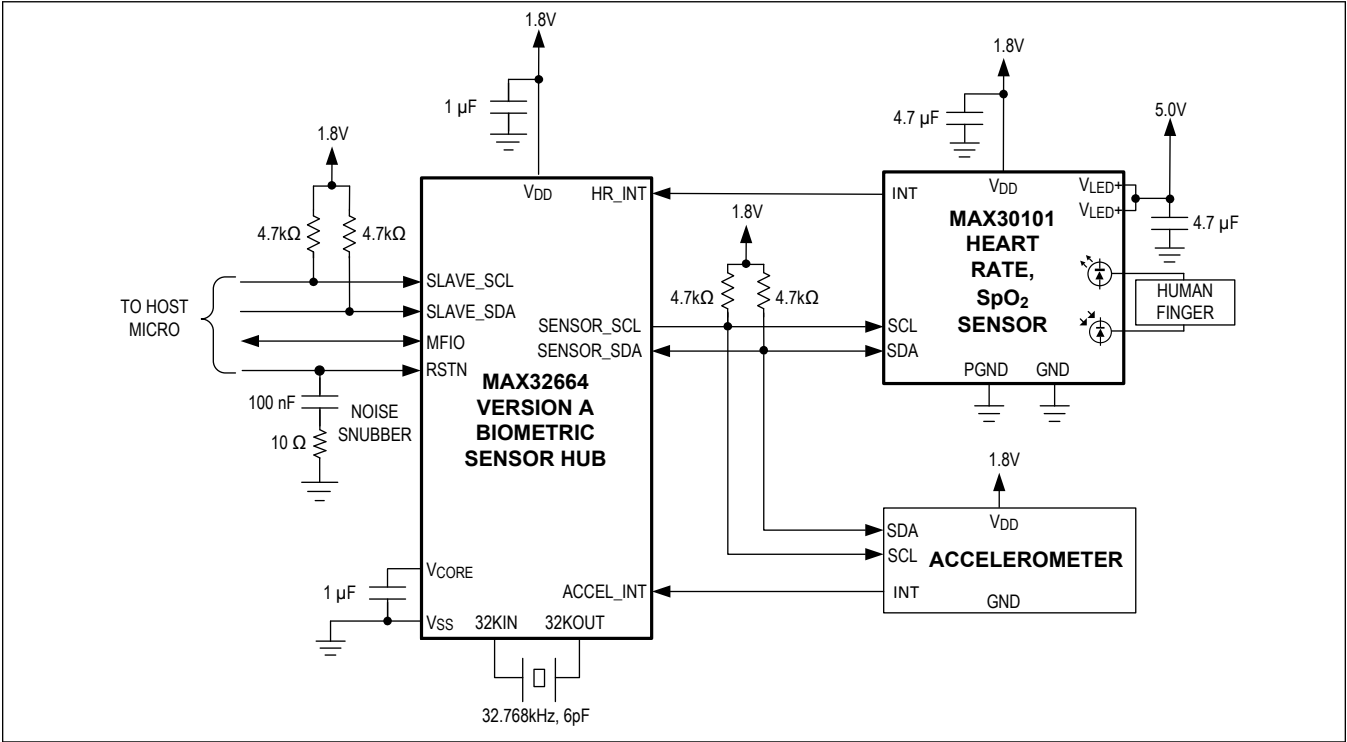 1.8V
1 µF
1.8V
4.7kΩ
4.7kΩ
TO HOST
MICRO
SLAVE_SCL
SLAVE_SDA
MFIO
RSTN
100 nF
10 Ω
NOISE
SNUBBER
VDD
HR_INT
SENSOR_SCL
SENSOR_SDA
MAX32664
VERSION A
BIOMETRIC
SENSOR HUB
VCORE
1 µF
VSS
32KIN
32KOUT
ACCEL_INT
32.768kHz, 6pF
1.8V
4.7kΩ
4.7kΩ
1.8V
4.7 µF
5.0V
INT
VDD
VLED+
VLED+
4.7 µF
MAX30101
HEART
RATE,
SpO2
SENSOR
HUMAN
FINGER
SCL
SDA
PGND
GND
1.8V
VDD
SDA
SCL
ACCELEROMETER
INT
GND